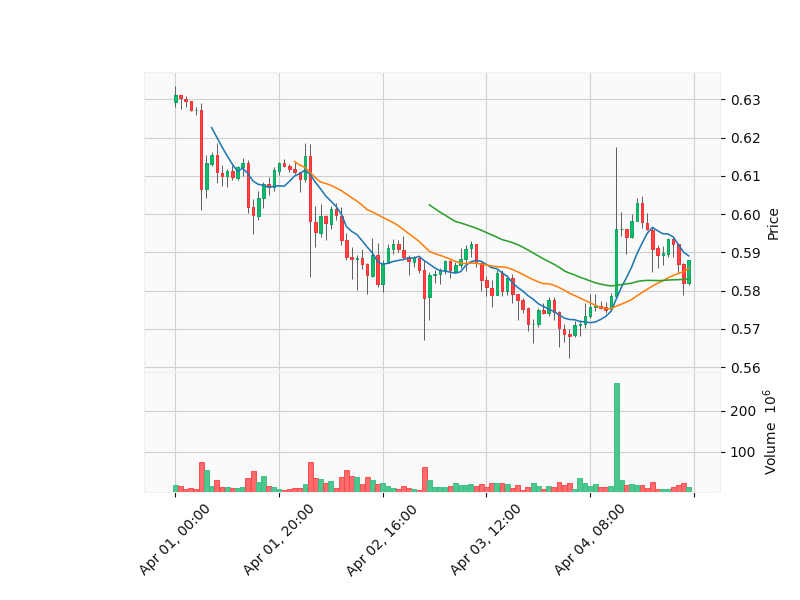 0.63
0.62
0.61
0.60
0.59
0.58
0.57
0.56
Price
200
100
Volume 10^6
Apr 01, 00:00
Apr 01, 20:00
Apr 02, 16:00
Apr 03, 12:00
Apr 04, 08:00